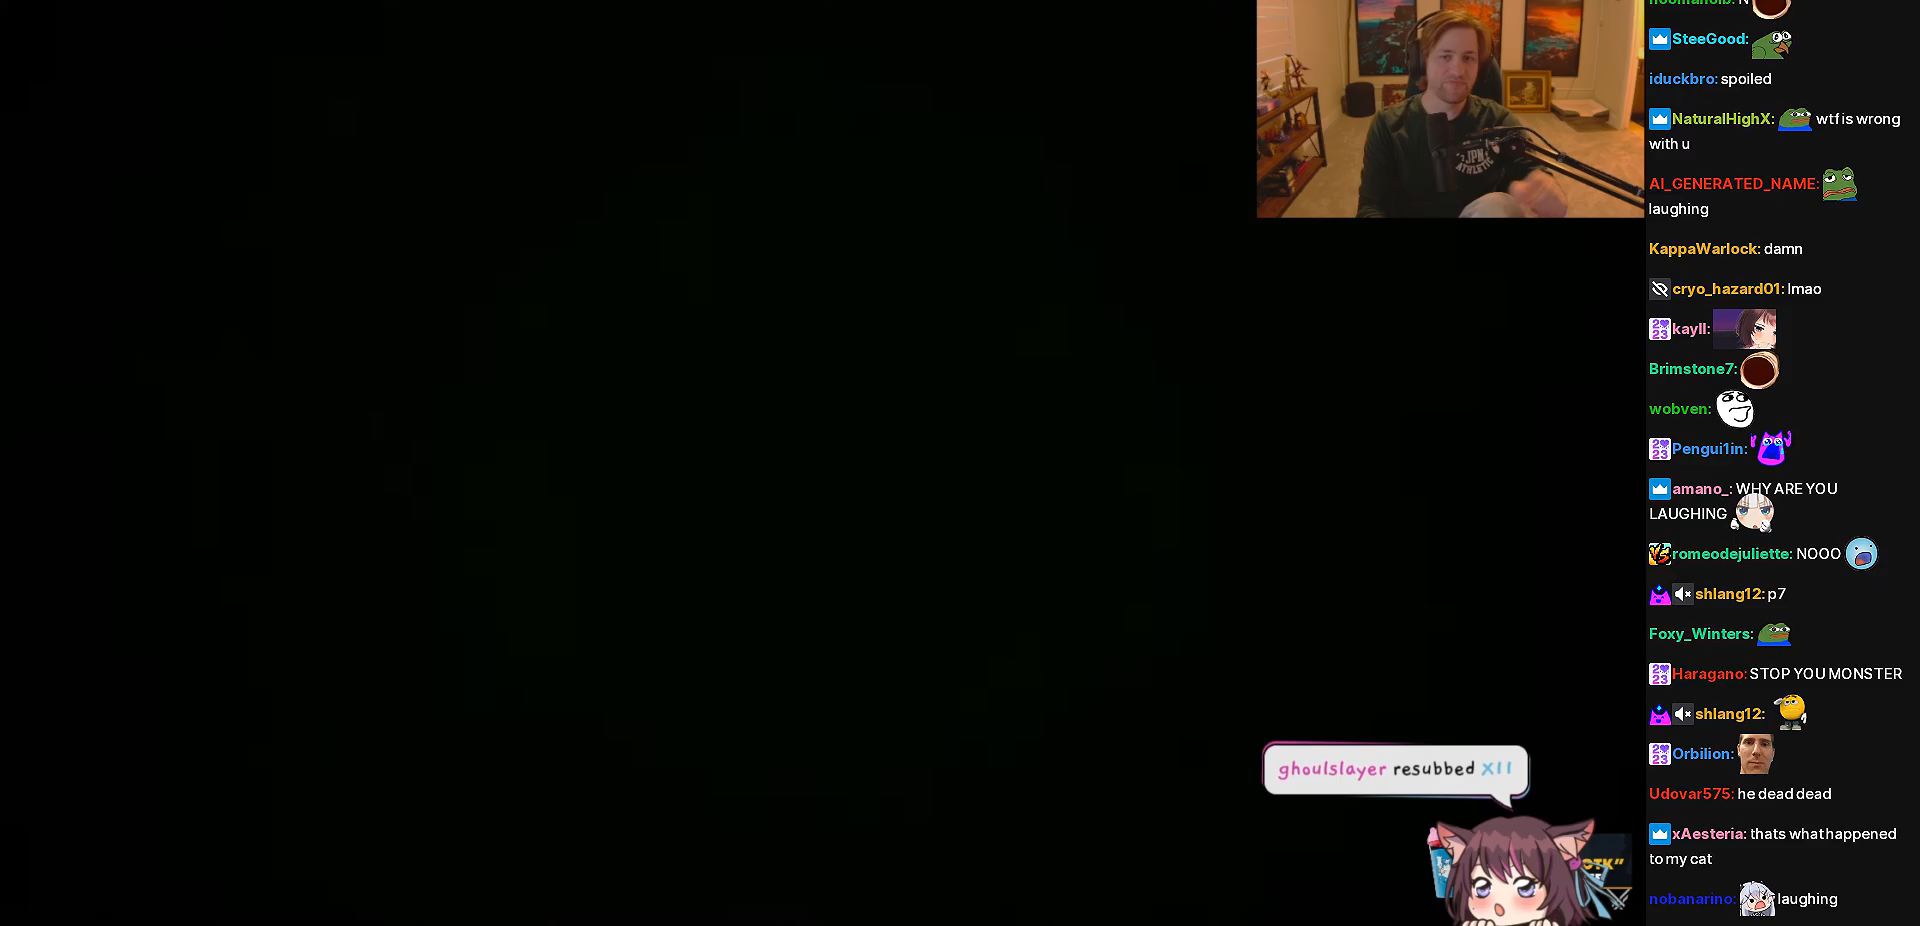 JPN
ATHLETIC
SteeGood:
iduckbro: spoiled
NaturalHighX: wtf is wrong
with u
AI_GENERATED_NAME:
laughing
KappaWarlock: damn
cryo_hazard01: lmao
kayll:
Brimstone7:
wobven:
Pengui1in:
amano_: WHY ARE YOU
LAUGHING
romeodejuliette: NOOO
shlang12: p7
Foxy_Winters:
Haragano: STOP YOU MONSTER
shlang12:
Orbilion:
Udovar575: he dead dead
xAesteria: thats what happened
to my cat
nobanarino: laughing
ghoulslayer resubbed XII